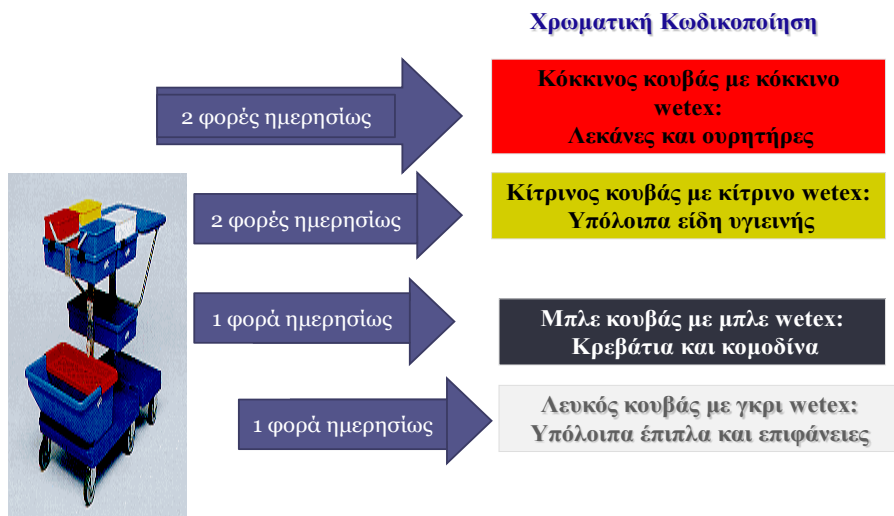 Χρωματική Κωδικοποίηση
2 φορές ημερησίως
Κόκκινος κουβάς με κόκκινο
wetex:
Λεκάνες και ουρητήρες
2 φορές ημερησίως
Κίτρινος κουβάς με κίτρινο wetex:
Υπόλοιπα είδη υγιεινής
1 φορά ημερησίως
Μπλε κουβάς με μπλε wetex:
Κρεβάτια και κομοδίνα
1 φορά ημερησίως
Λευκός κουβάς με γκρι wetex:
Υπόλοιπα έπιπλα και επιφάνειες